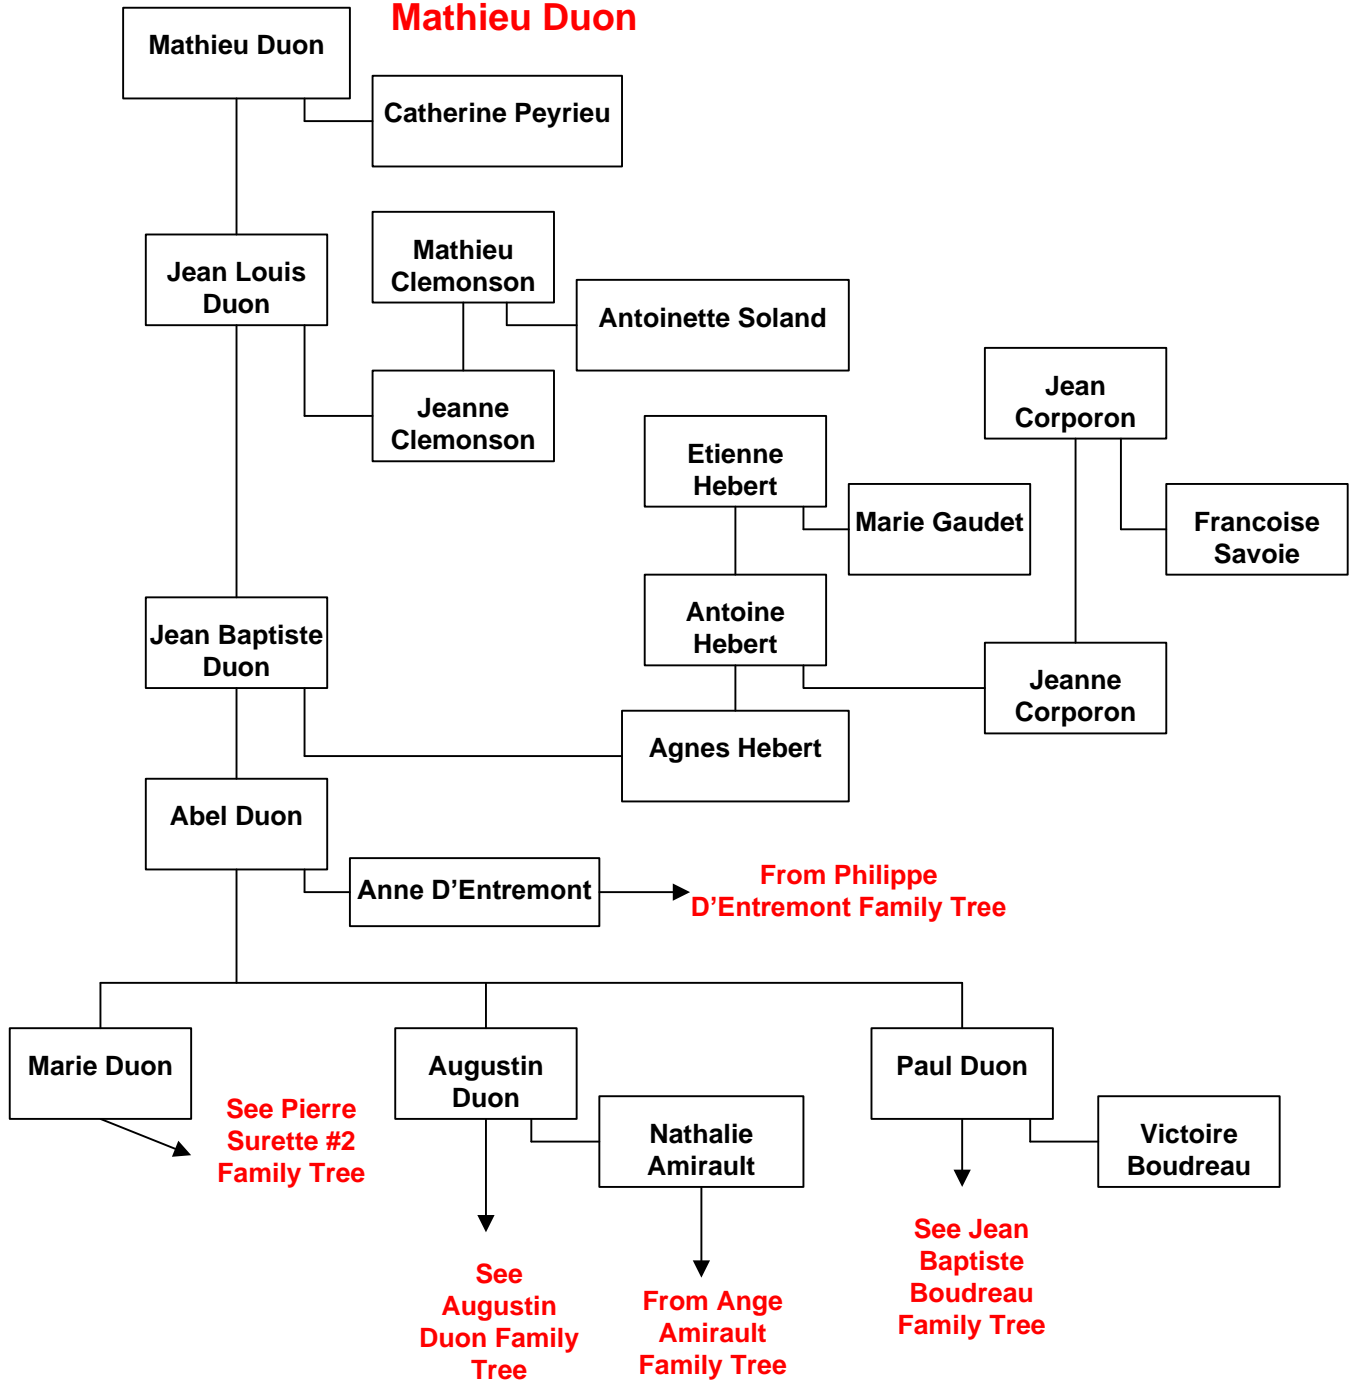 Mathieu Duon
Mathieu Duon
Catherine Peyrieu
Jean Louis
Duon
Mathieu
Clemonson
Antoinette Soland
Jeanne
Clemonson
Jean
Corporon
Etienne
Hebert
Marie Gaudet
Francoise
Savoie
Jean Baptiste
Duon
Antoine
Hebert
Jeanne
Corporon
Agnes Hebert
Abel Duon
Anne D’Entremont
From Philippe
D’Entremont Family Tree
Marie Duon
See Pierre
Surette #2
Family Tree
Augustin
Duon
Nathalie
Amirault
Paul Duon
Victoire
Boudreau
See
Augustin
Duon Family
Tree
From Ange
Amirault
Family Tree
See Jean
Baptiste
Boudreau
Family Tree